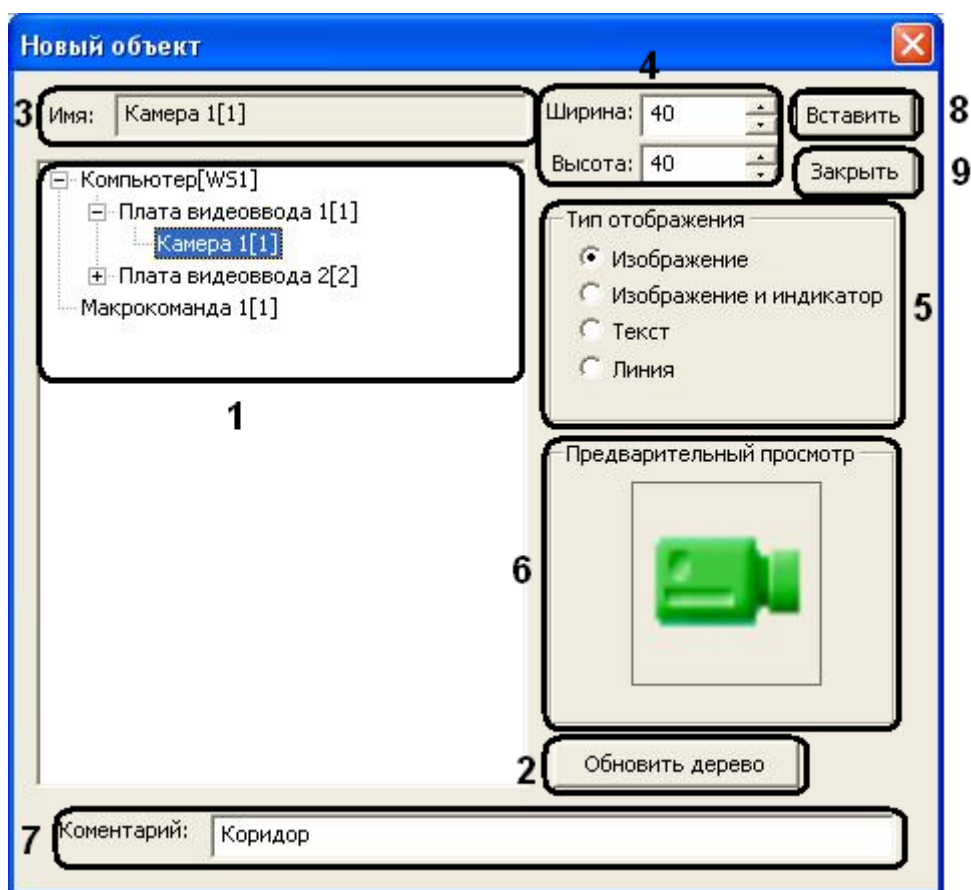 Новый объект
4
3 Имя: Камера 1[1] Ширина: 40 Вставить 8
Высота: 40 Закрыть 9
Компьютер[WS1]
Плата видеоввода 1[1]
Камера 1[1]
Плата видеоввода 2[2]
Макрокоманда 1[1]
1
Тип отображения
Изображение
Изображение и индикатор
5
Текст
Линия
Предварительный просмотр
6
2 Обновить дерево
7 Коментарий: Коридор